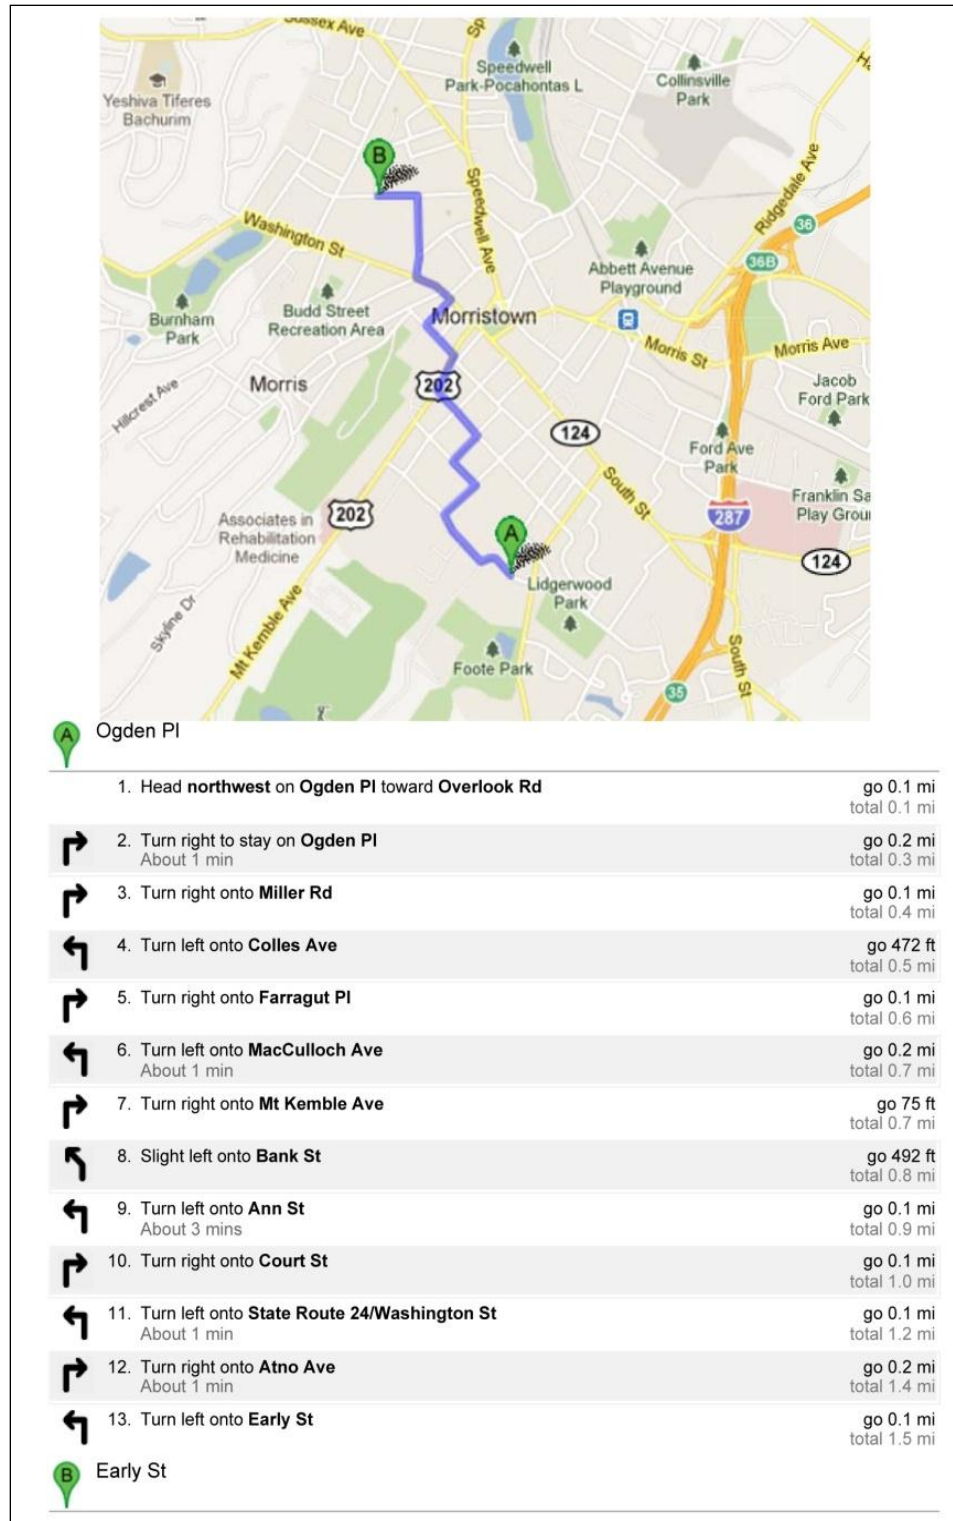 Sussex Ave
Sp
Speedwell
Park-Pocahontas L
Collinsville
Park
Ha
Yeshiva Tiferes
Bachurim
B
Speedwell Ave
Ridgedale Ave
36
36B
Washington St
Abbett Avenue
Playground
Burnham
Park
Budd Street
Recreation Area
Morristown
Morris St
Morris Ave
Hillcrest Ave
Morris
202
Jacob
Ford Park
124
Ford Ave
Park
South St
Franklin Sa
Play Grour
287
202
Associates in
Rehabilitation
Medicine
A
124
Lidgerwood
Park
Skyline Dr
Mt Kemble Ave
Foote Park
South St
35
A Ogden Pl
1. Head northwest on Ogden Pl toward Overlook Rd go 0.1 mi
total 0.1 mi
2. Turn right to stay on Ogden Pl go 0.2 mi
About 1 min total 0.3 mi
3. Turn right onto Miller Rd go 0.1 mi
total 0.4 mi
4. Turn left onto Colles Ave go 472 ft
total 0.5 mi
5. Turn right onto Farragut Pl go 0.1 mi
total 0.6 mi
6. Turn left onto MacCulloch Ave go 0.2 mi
About 1 min total 0.7 mi
7. Turn right onto Mt Kemble Ave go 75 ft
total 0.7 mi
8. Slight left onto Bank St go 492 ft
total 0.8 mi
9. Turn left onto Ann St go 0.1 mi
About 3 mins total 0.9 mi
10. Turn right onto Court St go 0.1 mi
total 1.0 mi
11. Turn left onto State Route 24/Washington St go 0.1 mi
About 1 min total 1.2 mi
12. Turn right onto Atno Ave go 0.2 mi
About 1 min total 1.4 mi
13. Turn left onto Early St go 0.1 mi
total 1.5 mi
B Early St